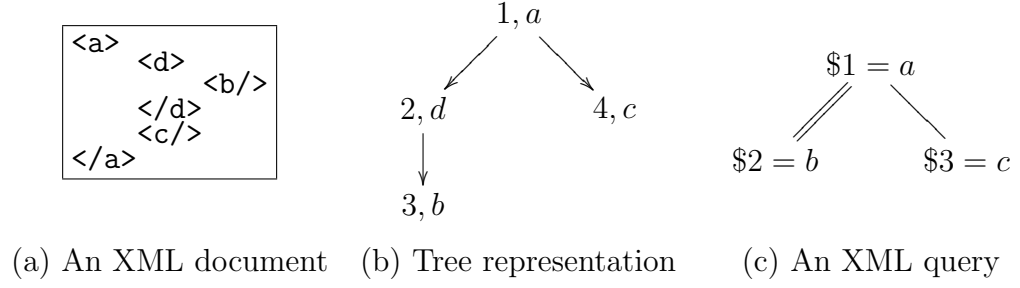 <a>
<d>
<b/>
</d>
<c/>
</a>
(a) An XML document
1, a
2, d
4, c
3, b
(b) Tree representation
$1 = a
$2 = b
$3 = c
(c) An XML query